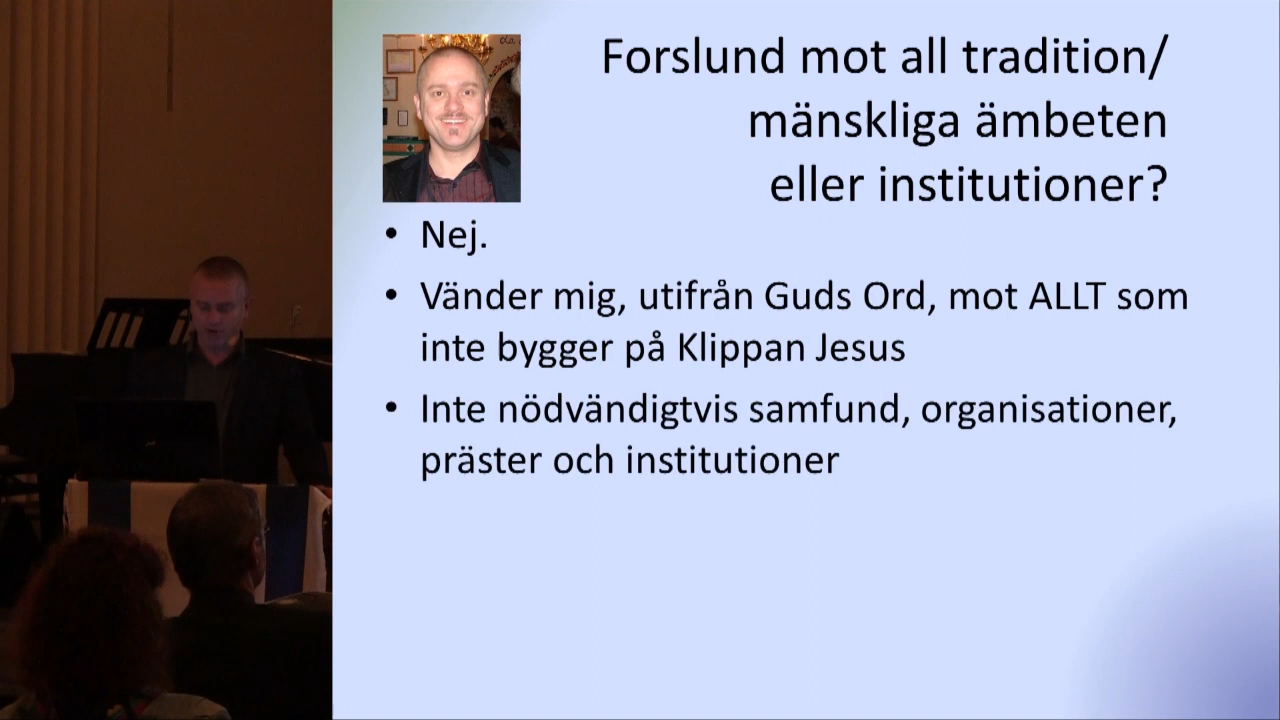 Forslund mot all tradition/
mänskliga ämbeten
eller institutioner?
• Nej.
• Vänder mig, utifrån Guds Ord, mot ALLT som
inte bygger på Klippan Jesus
• Inte nödvändigtvis samfund, organisationer,
präster och institutioner